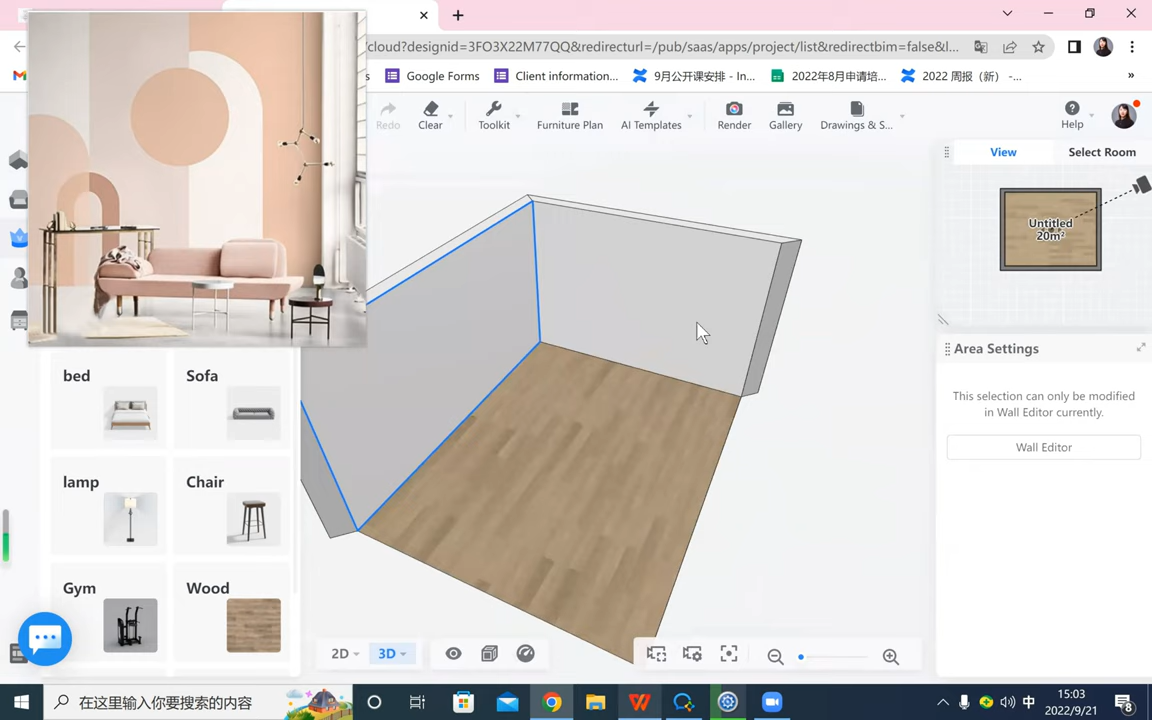 cloud?designid=3FO3X22M77QQ&redirecturl=/pub/saas/apps/project/list&redirectbim=false&l...
Google Forms
Client information...
9月公开课安排 - In...
2022年8月申请培...
2022 周报（新） -...
»
Redo
Clear
Toolkit
Furniture Plan
AI Templates
Render
Gallery
Drawings & S...
Help
View
Select Room
Untitled
20m²
Area Settings
This selection can only be modified
in Wall Editor currently.
Wall Editor
bed
Sofa
lamp
Chair
Gym
Wood
2D
3D
在这里输入你要搜索的内容
中
15:03
2022/9/21
8